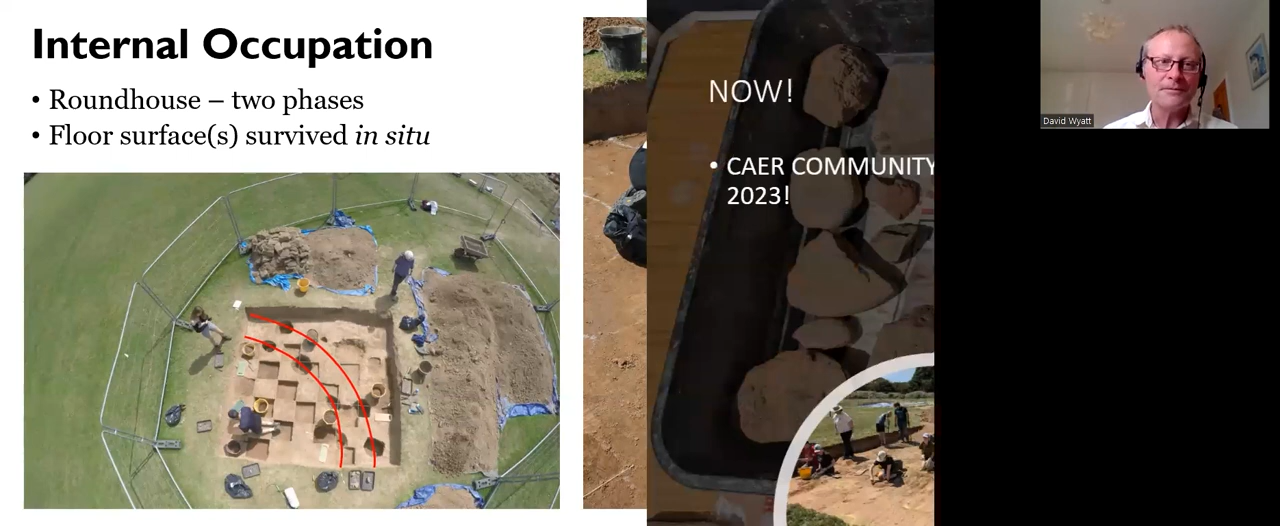 Internal Occupation
• Roundhouse – two phases
• Floor surface(s) survived in situ
NOW!
• CAER COMMUNITY
2023!
David Wyatt